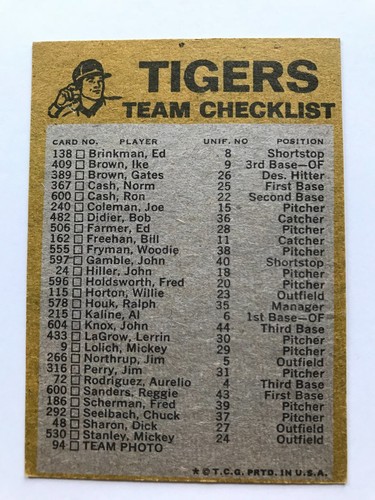 TIGERS
TEAM CHECKLIST
CARD NO. PLAYER UNIF. NO POSITION
138 □ Brinkman, Ed 8 Shortstop
409 □ Brown, Ike 9 3rd Base—OF
389 □ Brown, Gates 26 Des. Hitter
367 □ Cash, Norm 25 First Base
600 □ Cash, Ron 22 Second Base
240 □ Coleman, Joe 15 Pitcher
482 □ Didier, Bob 36 Catcher
506 □ Farmer, Ed 28 Pitcher
162 □ Freehan, Bill 11 Catcher
555 □ Fryman, Woodie 38 Pitcher
597 □ Gamble, John 40 Shortstop
24 □ Hiller, John 18 Pitcher
596 □ Holdsworth, Fred 20 Pitcher
115 □ Horton, Willie 23 Outfield
578 □ Houk, Ralph 35 Manager
215 □ Kaline, Al 6 1st Base—OF
604 □ Knox, John 44 Third Base
433 □ LaGrow, Lerrin 30 Pitcher
9 □ Lolich, Mickey 29 Pitcher
266 □ Northrup, Jim 5 Outfield
316 □ Perry, Jim 31 Pitcher
72 □ Rodriguez, Aurelio 4 Third Base
600 □ Sanders, Reggie 43 First Base
186 □ Scherman, Fred 39 Pitcher
292 □ Seelbach, Chuck 37 Pitcher
48 □ Sharon, Dick 27 Outfield
530 □ Stanley, Mickey 24 Outfield
94 □ TEAM PHOTO
★ © T.C.G. PRTD. IN U.S.A.